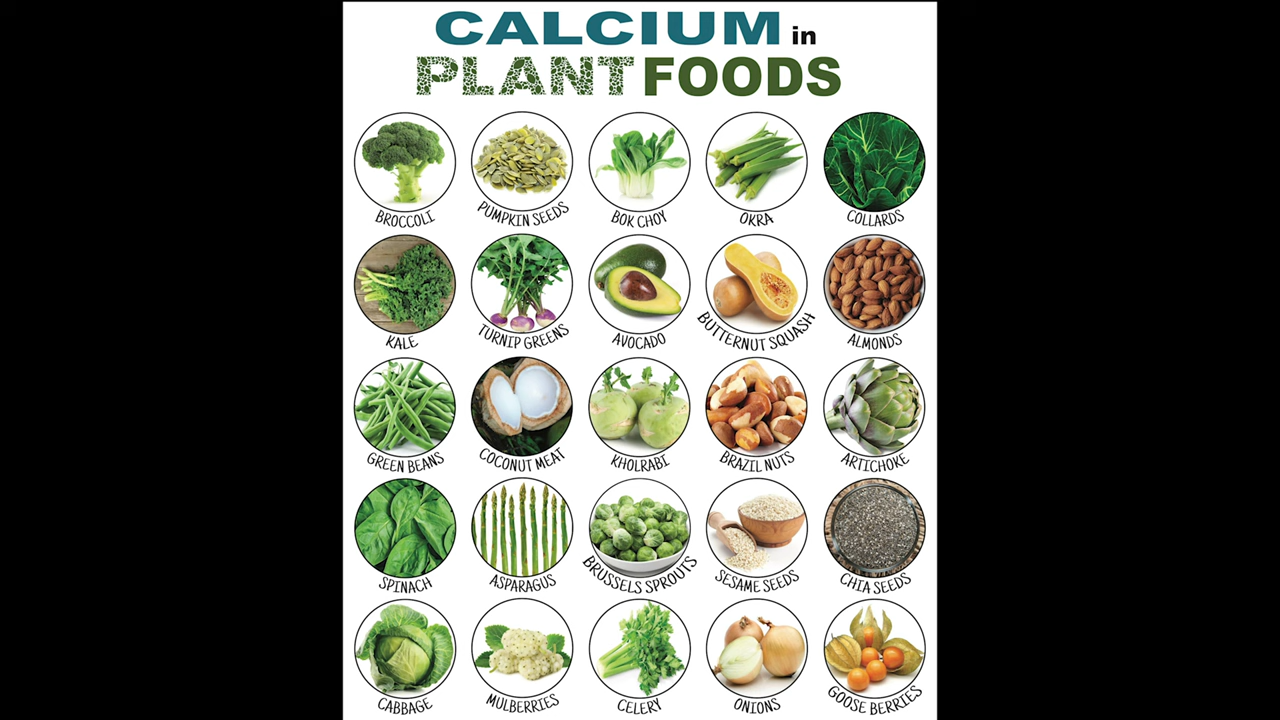 CALCIUM in
PLANT FOODS
BROCCOLI
PUMPKIN SEEDS
BOK CHOY
OKRA
COLLARDS
KALE
TURNIP GREENS
AVOCADO
BUTTERNUT SQUASH
ALMONDS
GREEN BEANS
COCONUT MEAT
KHOLRABI
BRAZIL NUTS
ARTICHOKE
SPINACH
ASPARAGUS
BRUSSELS SPROUTS
SESAME SEEDS
CHIA SEEDS
CABBAGE
MULBERRIES
CELERY
ONIONS
GOOSE BERRIES